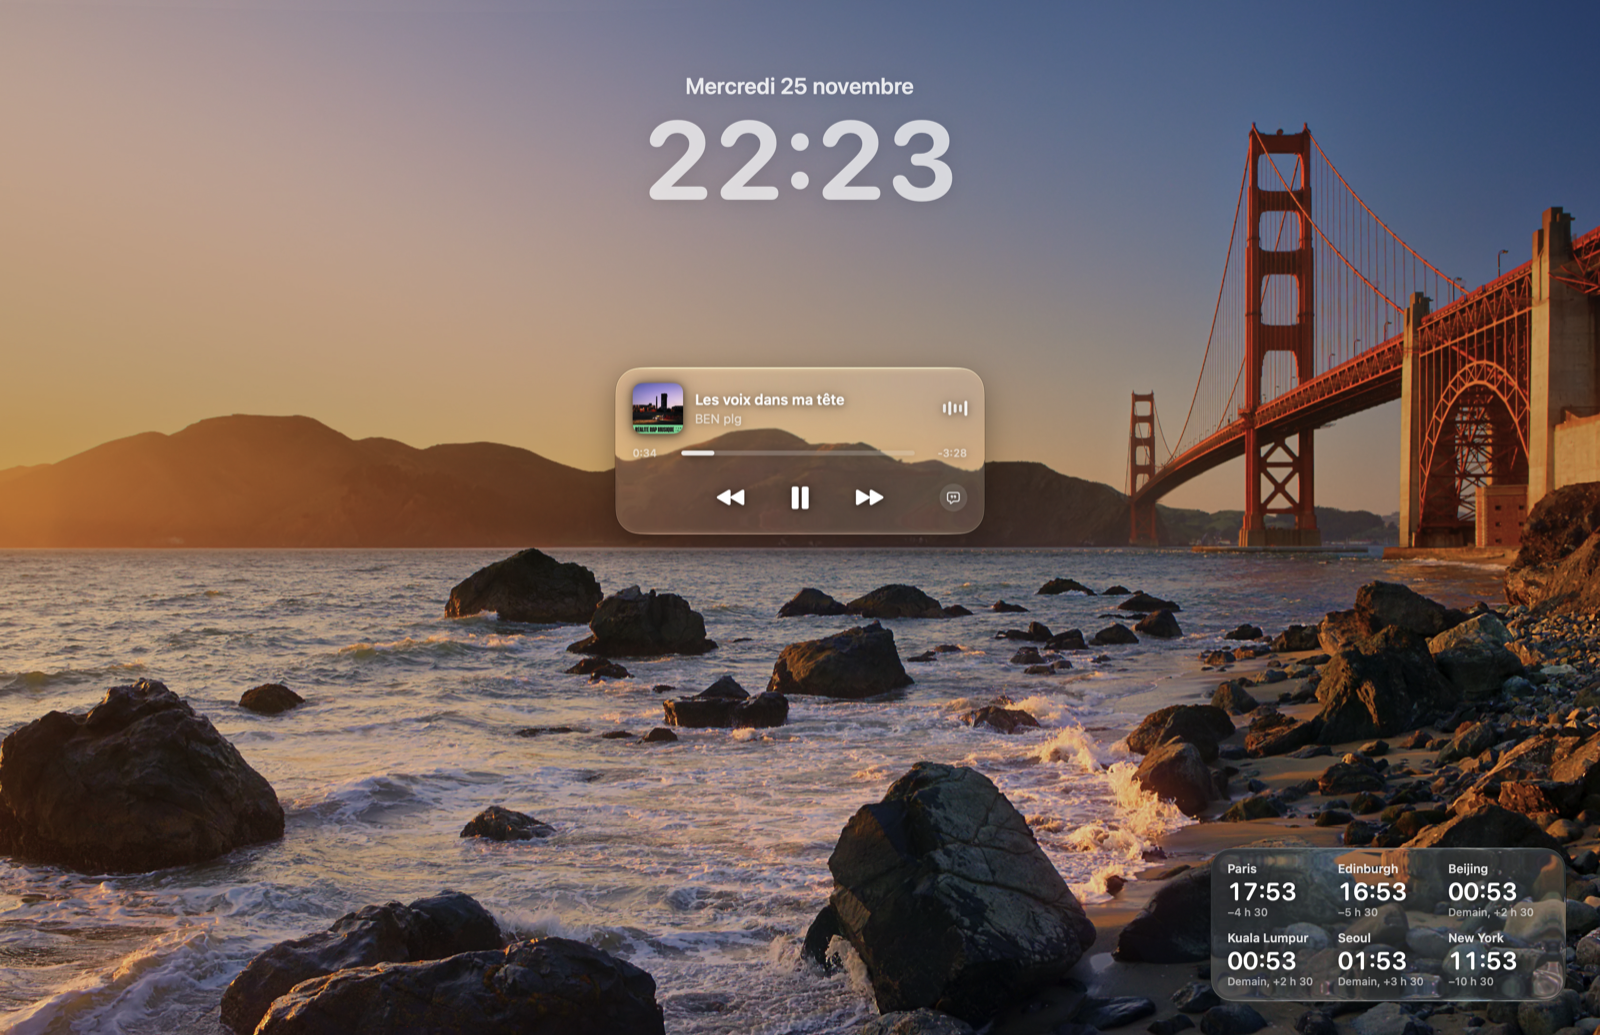 Mercredi 25 novembre
22:23
Les voix dans ma tête
BEN plg
0:34
-3:28
Paris
17:53
–4 h 30
Edinburgh
16:53
–5 h 30
Beijing
00:53
Demain, +2 h 30
Kuala Lumpur
00:53
Demain, +2 h 30
Seoul
01:53
Demain, +3 h 30
New York
11:53
–10 h 30